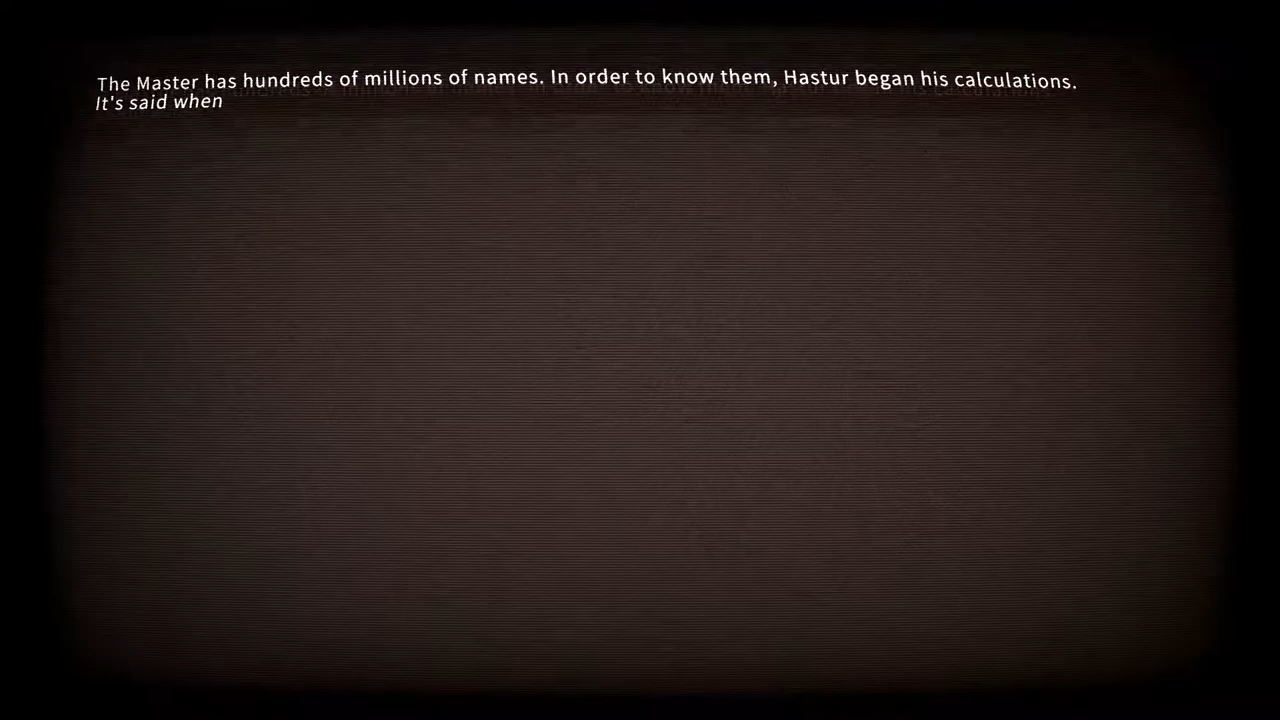 The Master has hundreds of millions of names. In order to know them, Hastur began his calculations.
It's said when